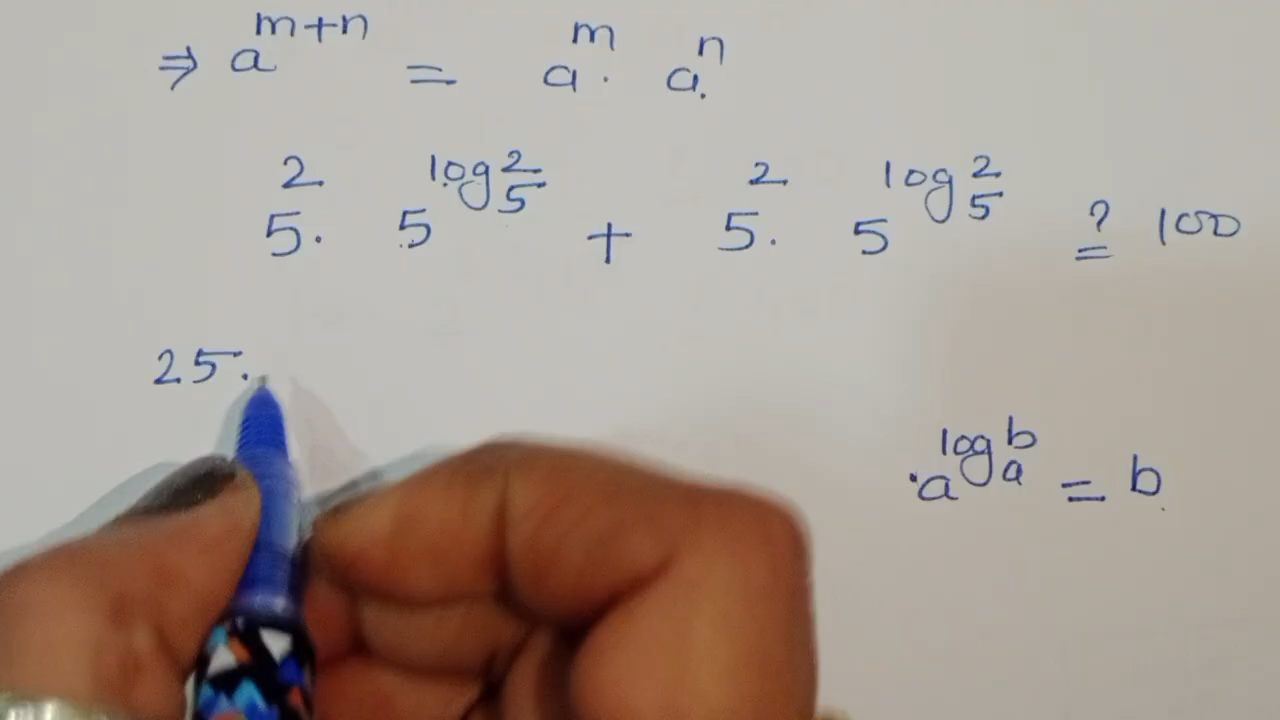 ⇒ a^{m+n} = a^m . a^n.
5^2 . 5^{log_5 2} + 5^2 . 5^{log_5 2} ≟ 100
25.
a^{log_a b} = b